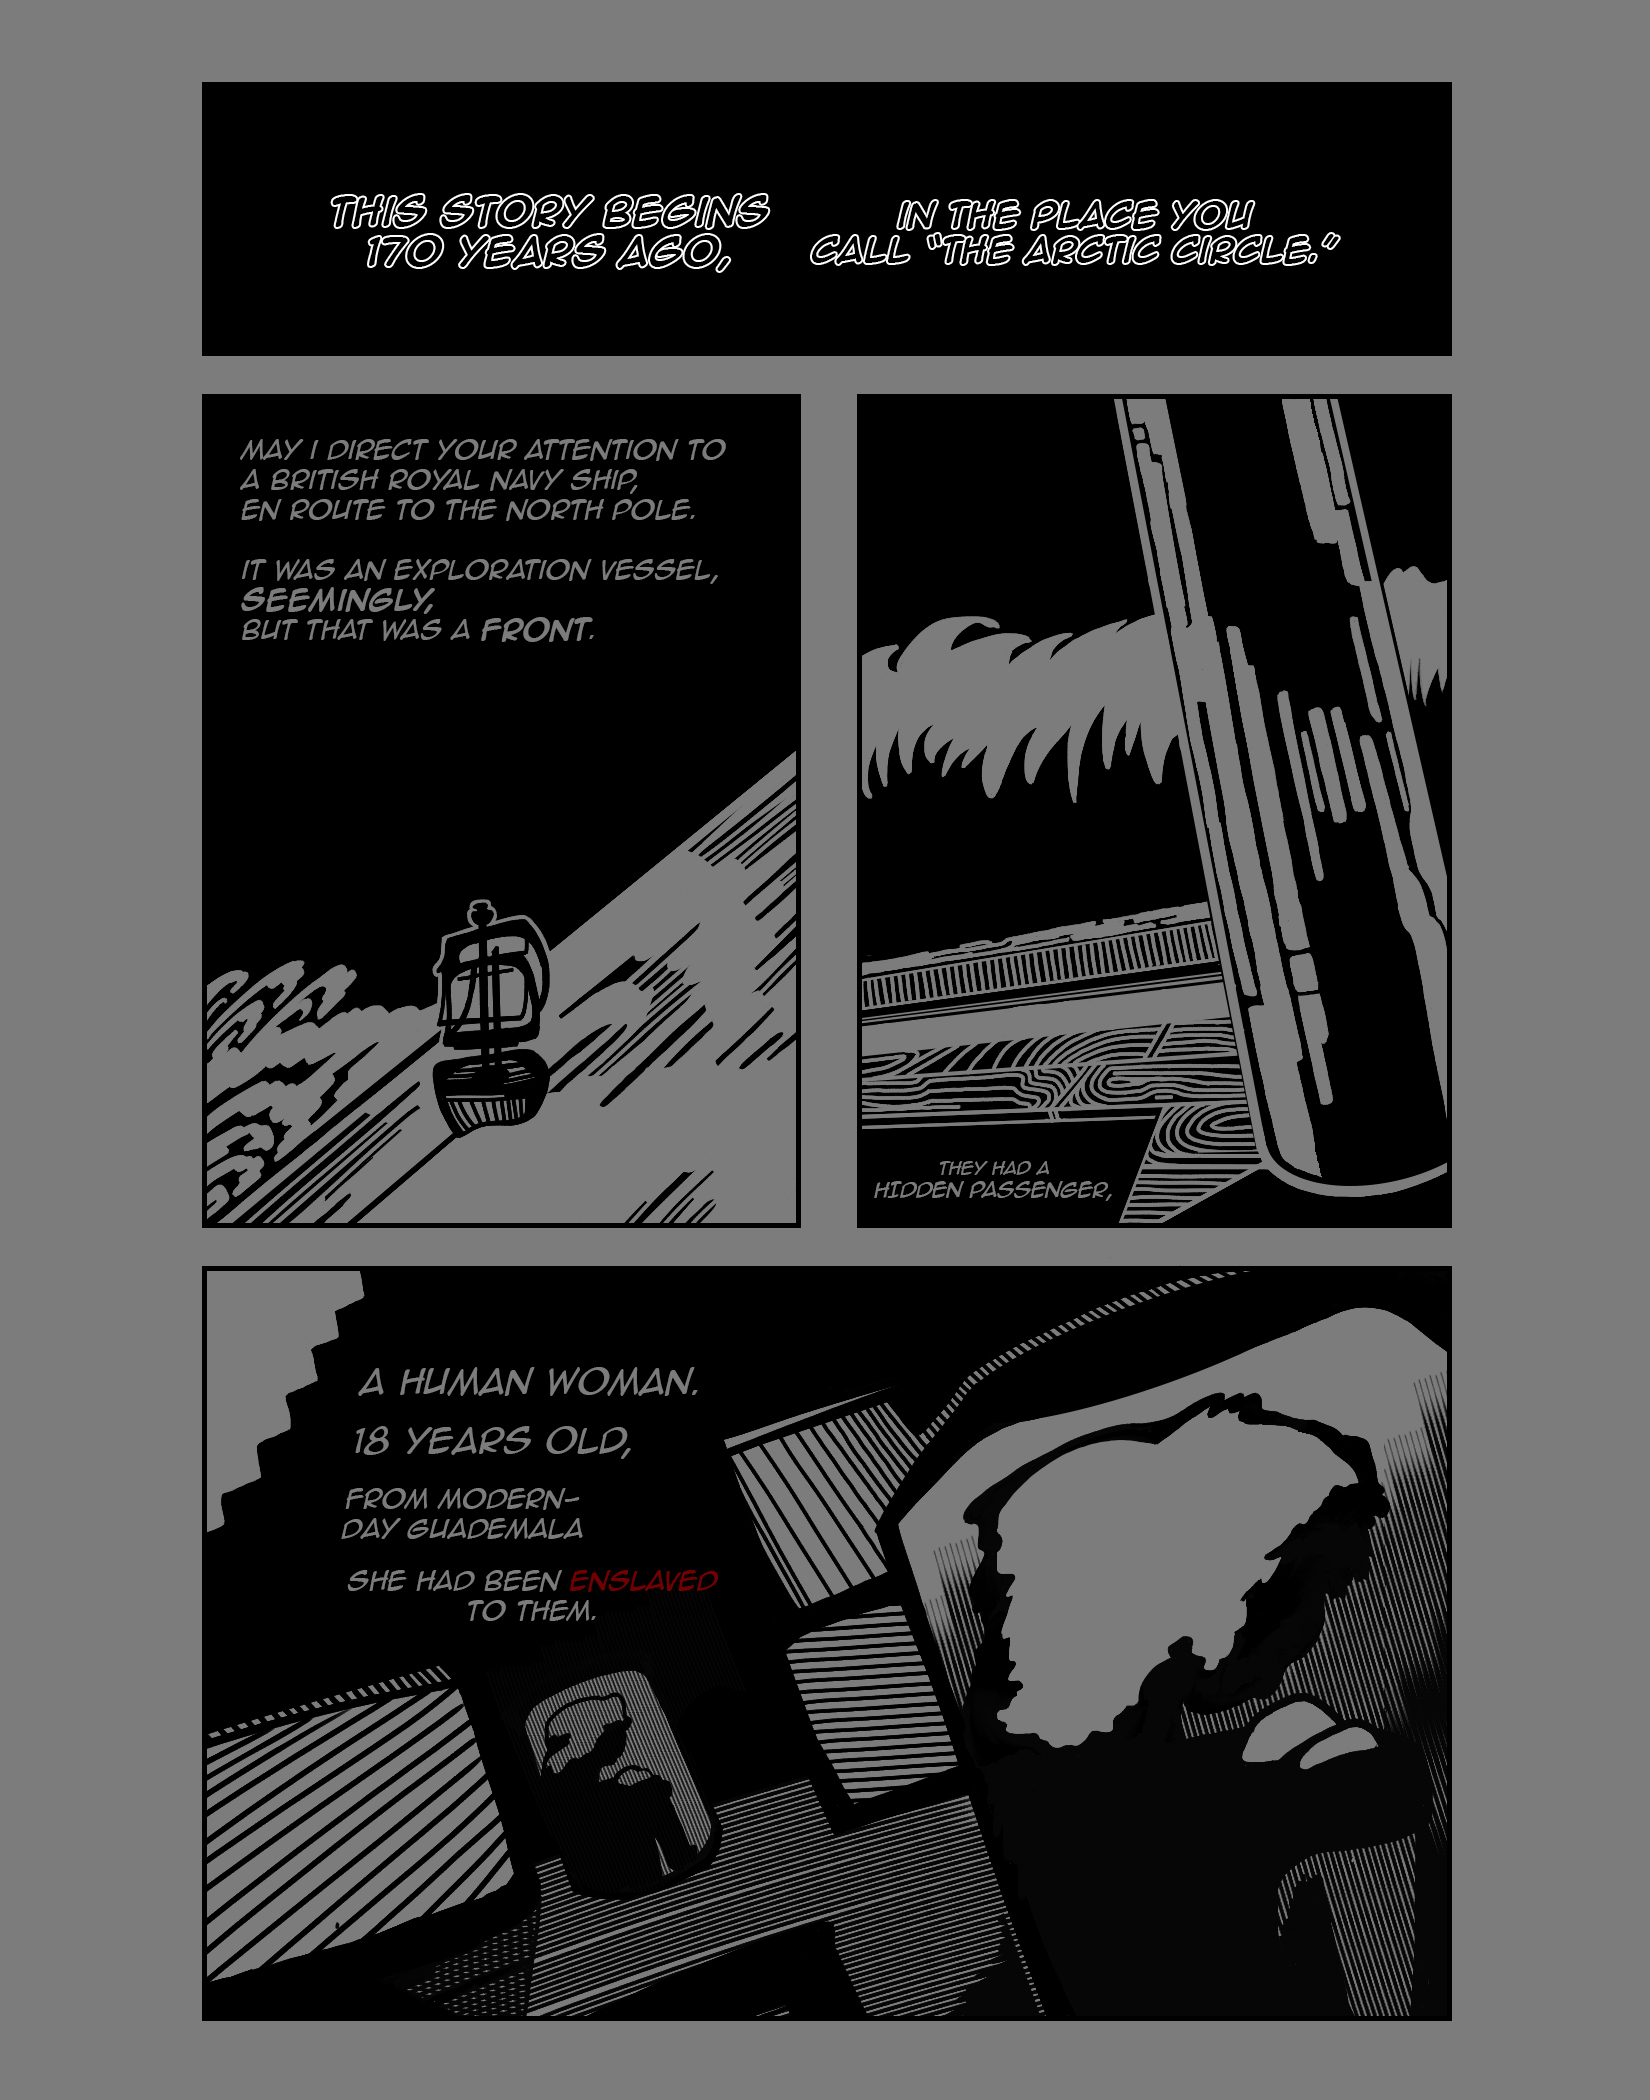 THIS STORY BEGINS
170 YEARS AGO,
IN THE PLACE YOU
CALL "THE ARCTIC CIRCLE."
MAY I DIRECT YOUR ATTENTION TO
A BRITISH ROYAL NAVY SHIP,
EN ROUTE TO THE NORTH POLE.
IT WAS AN EXPLORATION VESSEL,
SEEMINGLY,
BUT THAT WAS A FRONT.
THEY HAD A
HIDDEN PASSENGER,
A HUMAN WOMAN.
18 YEARS OLD,
FROM MODERN-
DAY GUADEMALA
SHE HAD BEEN ENSLAVED
TO THEM.